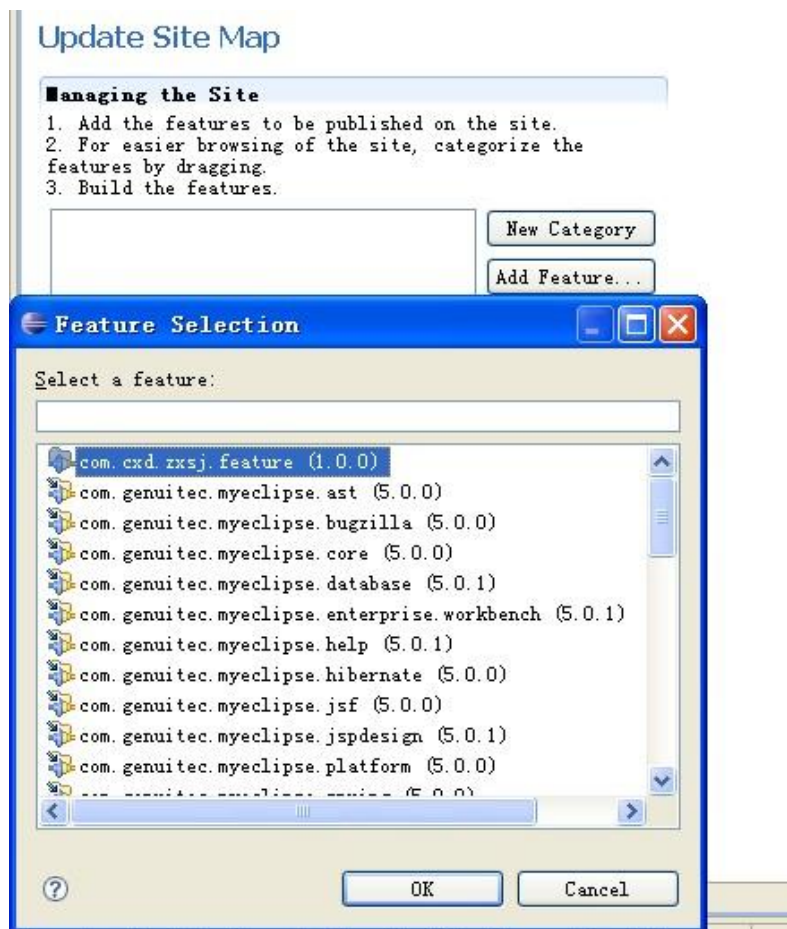 Update Site Map
Managing the Site
1. Add the features to be published on the site.
2. For easier browsing of the site, categorize the
features by dragging.
3. Build the features.
New Category
Add Feature...
Feature Selection
Select a feature:
com.cxd.zxsj.feature (1.0.0)
com.genuitec.myeclipse.ast (5.0.0)
com.genuitec.myeclipse.bugzilla (5.0.0)
com.genuitec.myeclipse.core (5.0.0)
com.genuitec.myeclipse.database (5.0.1)
com.genuitec.myeclipse.enterprise.workbench (5.0.1)
com.genuitec.myeclipse.help (5.0.1)
com.genuitec.myeclipse.hibernate (5.0.0)
com.genuitec.myeclipse.jsf (5.0.0)
com.genuitec.myeclipse.jspdesign (5.0.1)
com.genuitec.myeclipse.platform (5.0.0)
OK
Cancel